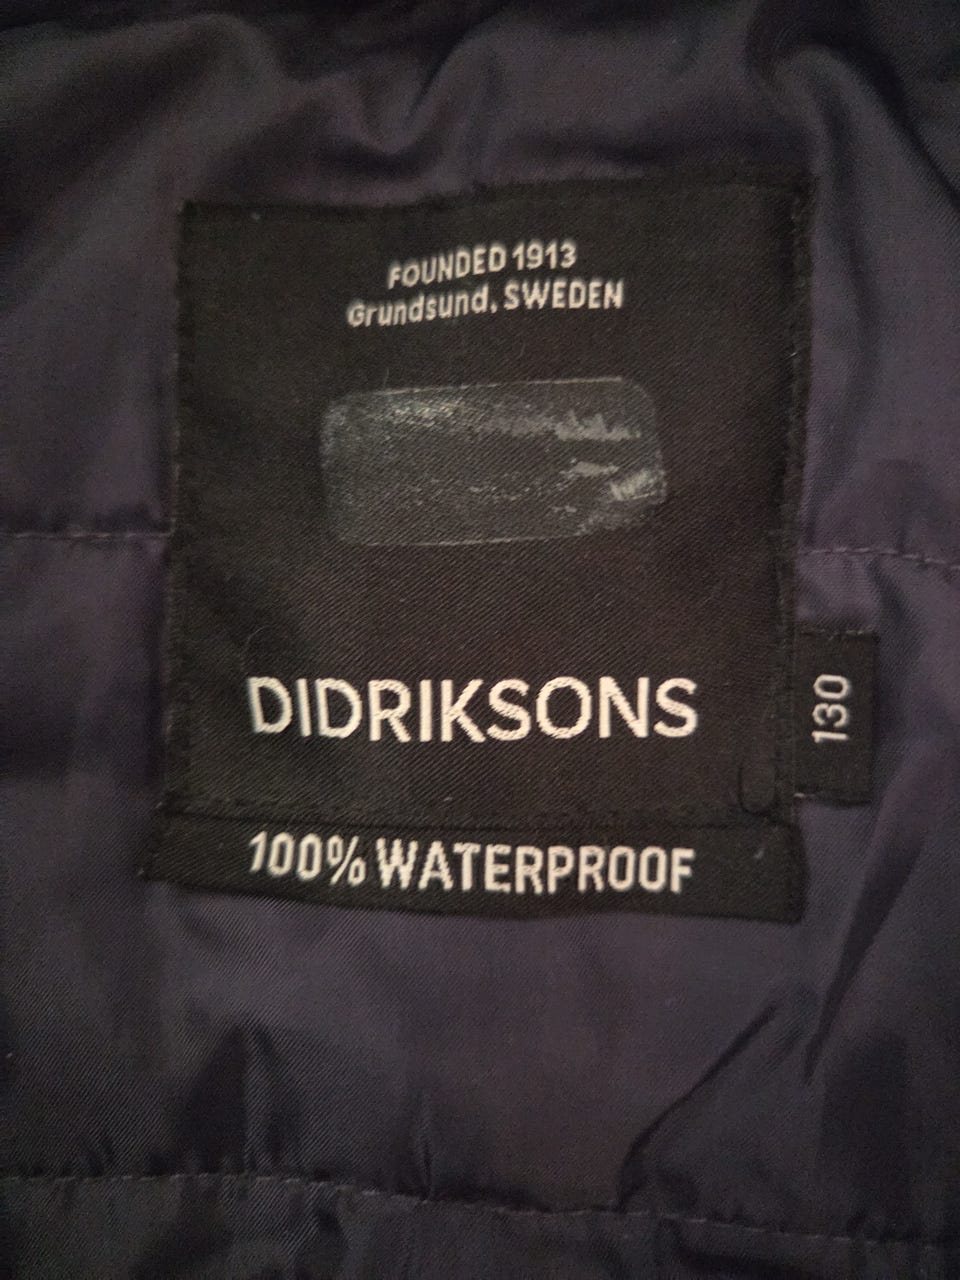 FOUNDED 1913
Grundsund, SWEDEN
DIDRIKSONS
130
100% WATERPROOF